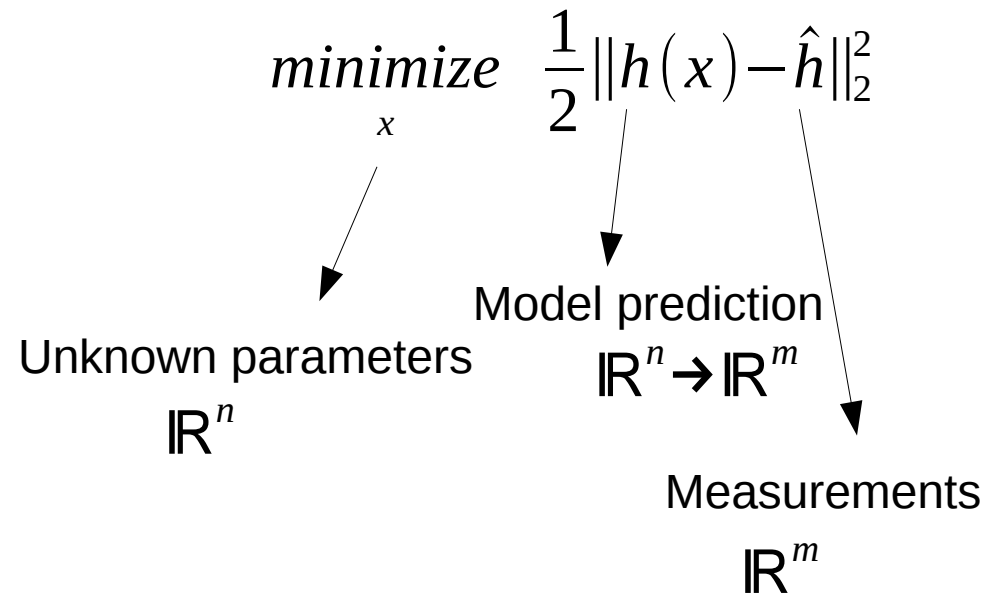 minimize 1/2 ||h(x)−ĥ||₂²
x
Model prediction
ℝⁿ→ℝᵐ
Unknown parameters
ℝⁿ
Measurements
ℝᵐ